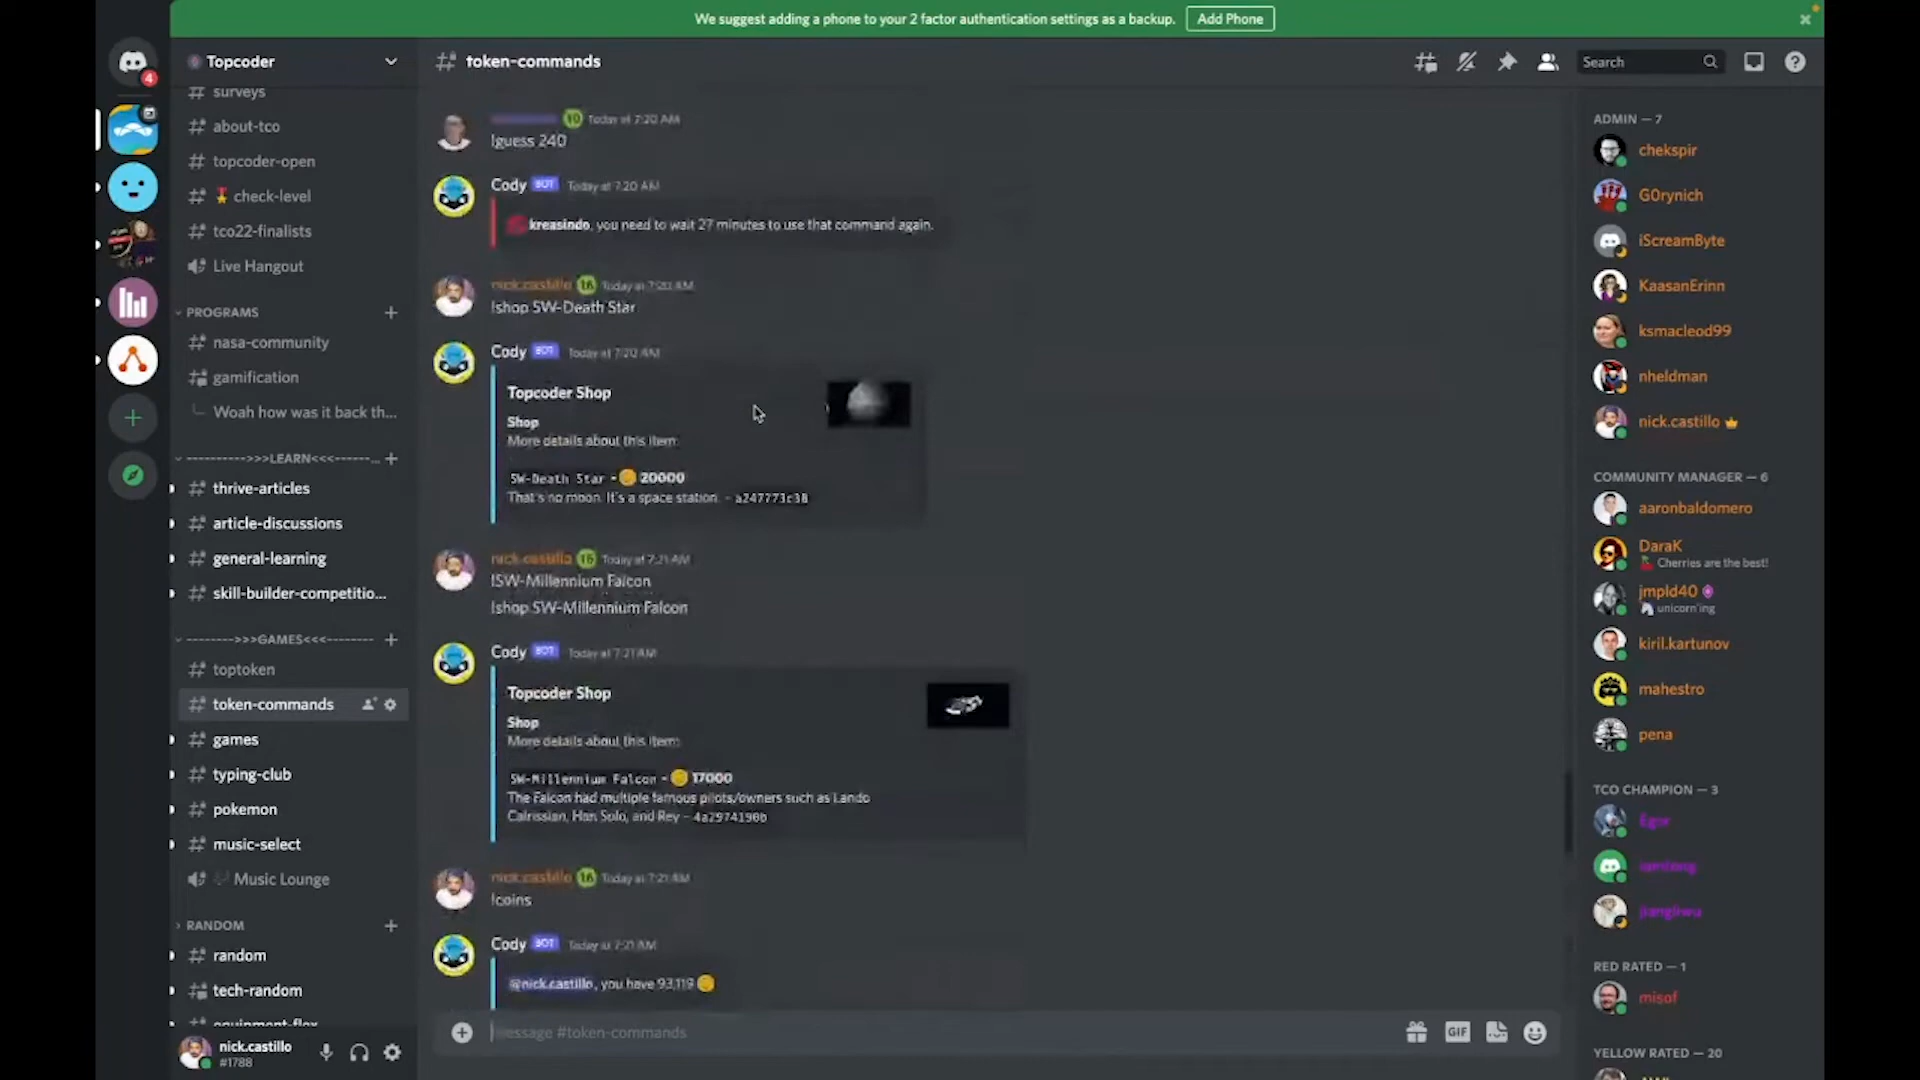 We suggest adding a phone to your 2 factor authentication settings as a backup. Add Phone
Topcoder
surveys
about-tco
topcoder-open
check-level
tco22-finalists
Live Hangout
PROGRAMS
nasa-community
gamification
Woah how was it back th...
---------->>>LEARN<<<------...
thrive-articles
article-discussions
general-learning
skill-builder-competitio...
-------->>>GAMES<<<--------
toptoken
token-commands
games
typing-club
pokemon
music-select
Music Lounge
RANDOM
random
tech-random
equipment-flex
nick.castillo
#1788
4
token-commands
Search
10 Today at 7:20 AM
!guess 240
Cody BOT Today at 7:20 AM
kreasindo, you need to wait 27 minutes to use that command again.
nick.castillo 16 Today at 7:20 AM
!shop SW-Death Star
Cody BOT Today at 7:20 AM
Topcoder Shop
Shop
More details about this item:
SW-Death Star - 20000
That's no moon. It's a space station. - a247773c38
nick.castillo 16 Today at 7:21 AM
!SW-Millennium Falcon
!shop SW-Millennium Falcon
Cody BOT Today at 7:21 AM
Topcoder Shop
Shop
More details about this item:
SW-Millennium Falcon - 17000
The Falcon had multiple famous pilots/owners such as Lando
Calrissian, Han Solo, and Rey - 4a2974190b
nick.castillo 16 Today at 7:21 AM
!coins
Cody BOT Today at 7:21 AM
@nick.castillo, you have 93,119
Message #token-commands
GIF
ADMIN — 7
chekspir
G0rynich
iScreamByte
KaasanErinn
ksmacleod99
nheldman
nick.castillo
COMMUNITY MANAGER — 6
aaronbaldomero
DaraK
Cherries are the best!
jmpld40
unicorn'ing
kiril.kartunov
mahestro
pena
TCO CHAMPION — 3
Egor
jiangliwu
RED RATED — 1
misof
YELLOW RATED — 20